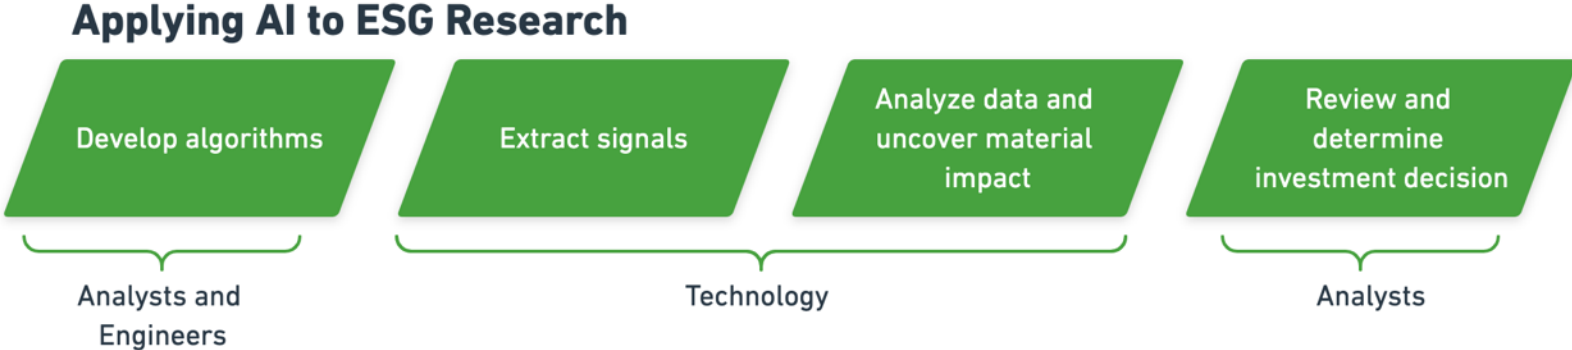 Applying AI to ESG Research
Develop algorithms
Extract signals
Analyze data and
uncover material
impact
Review and
determine
investment decision
Analysts and
Engineers
Technology
Analysts